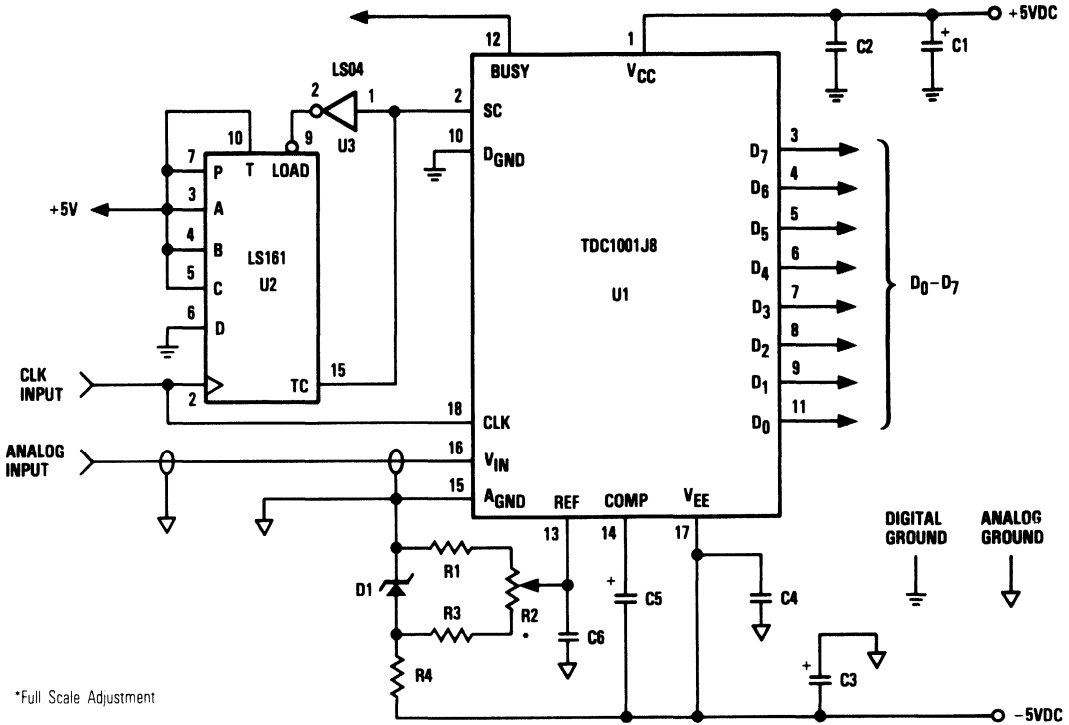 +5VDC
12
1
C2
+
C1
BUSY
VCC
LS04
2
1
2
SC
U3
10
9
10
DGND
T
LOAD
7
P
3
A
+5V
4
B
LS161
5
C
U2
6
D
CLK
INPUT
2
TC
15
18
CLK
ANALOG
INPUT
16
VIN
15
AGND
TDC1001J8
U1
D7
3
D6
4
D5
5
D4
6
D3
7
D2
8
D1
9
D0
11
D0–D7
REF
COMP
VEE
13
14
17
DIGITAL
GROUND
ANALOG
GROUND
R1
D1
R2
*
R3
R4
C6
+
C5
C4
+
C3
–5VDC
*Full Scale Adjustment